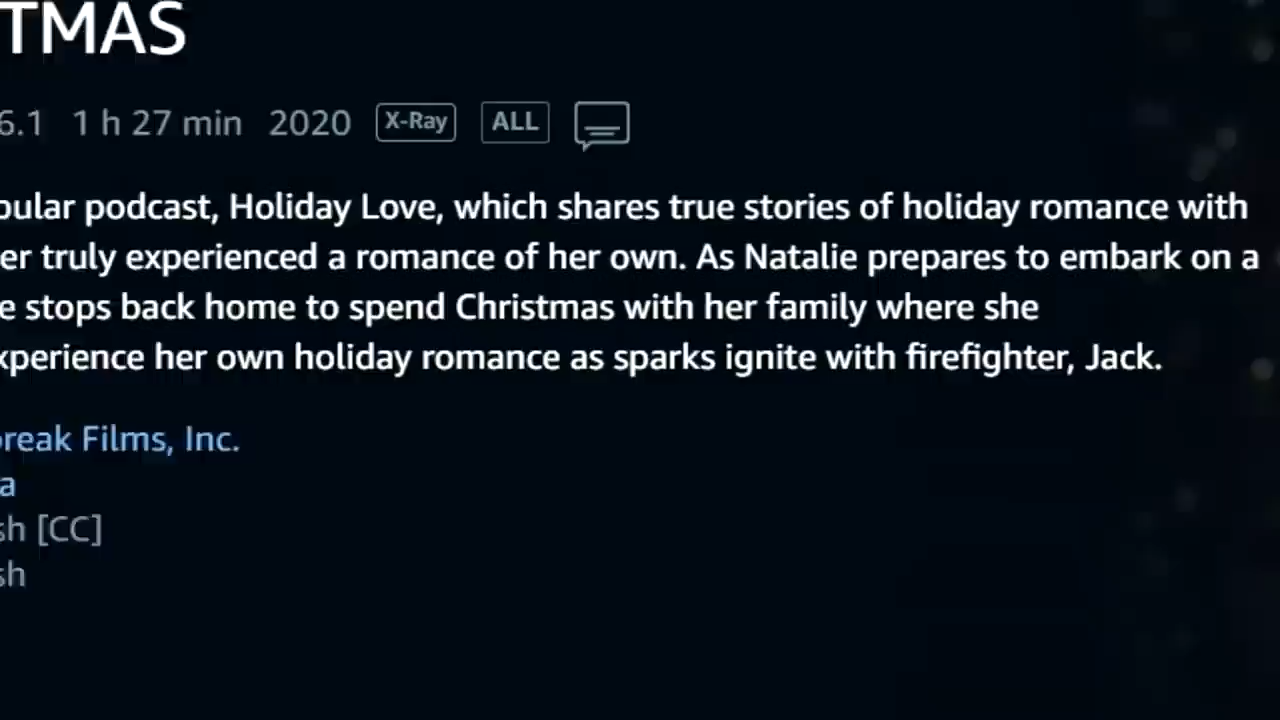 TMAS
6.1 1 h 27 min 2020 X-Ray ALL
pular podcast, Holiday Love, which shares true stories of holiday romance with
er truly experienced a romance of her own. As Natalie prepares to embark on a
e stops back home to spend Christmas with her family where she
xperience her own holiday romance as sparks ignite with firefighter, Jack.
break Films, Inc.
a
sh [CC]
sh